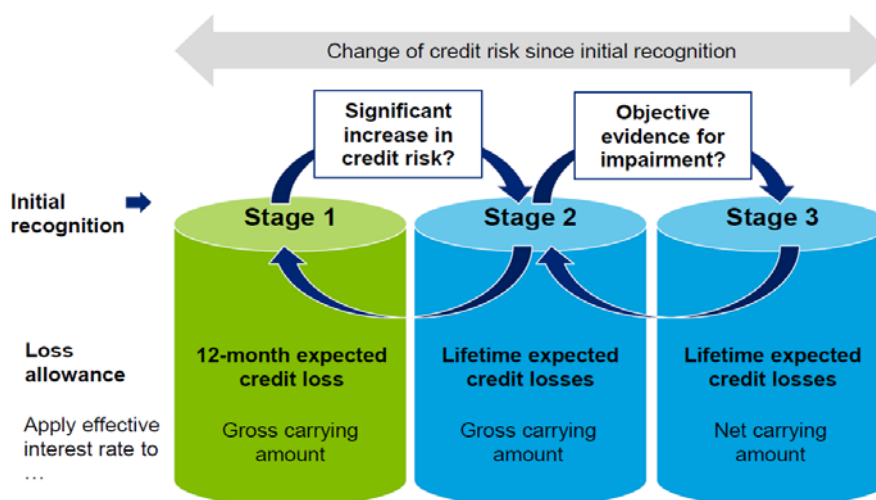 Change of credit risk since initial recognition
Significant
increase in
credit risk?
Objective
evidence for
impairment?
Initial
recognition
Stage 1
Stage 2
Stage 3
Loss
allowance
12-month expected
credit loss
Lifetime expected
credit losses
Lifetime expected
credit losses
Apply effective
interest rate to
…
Gross carrying
amount
Gross carrying
amount
Net carrying
amount